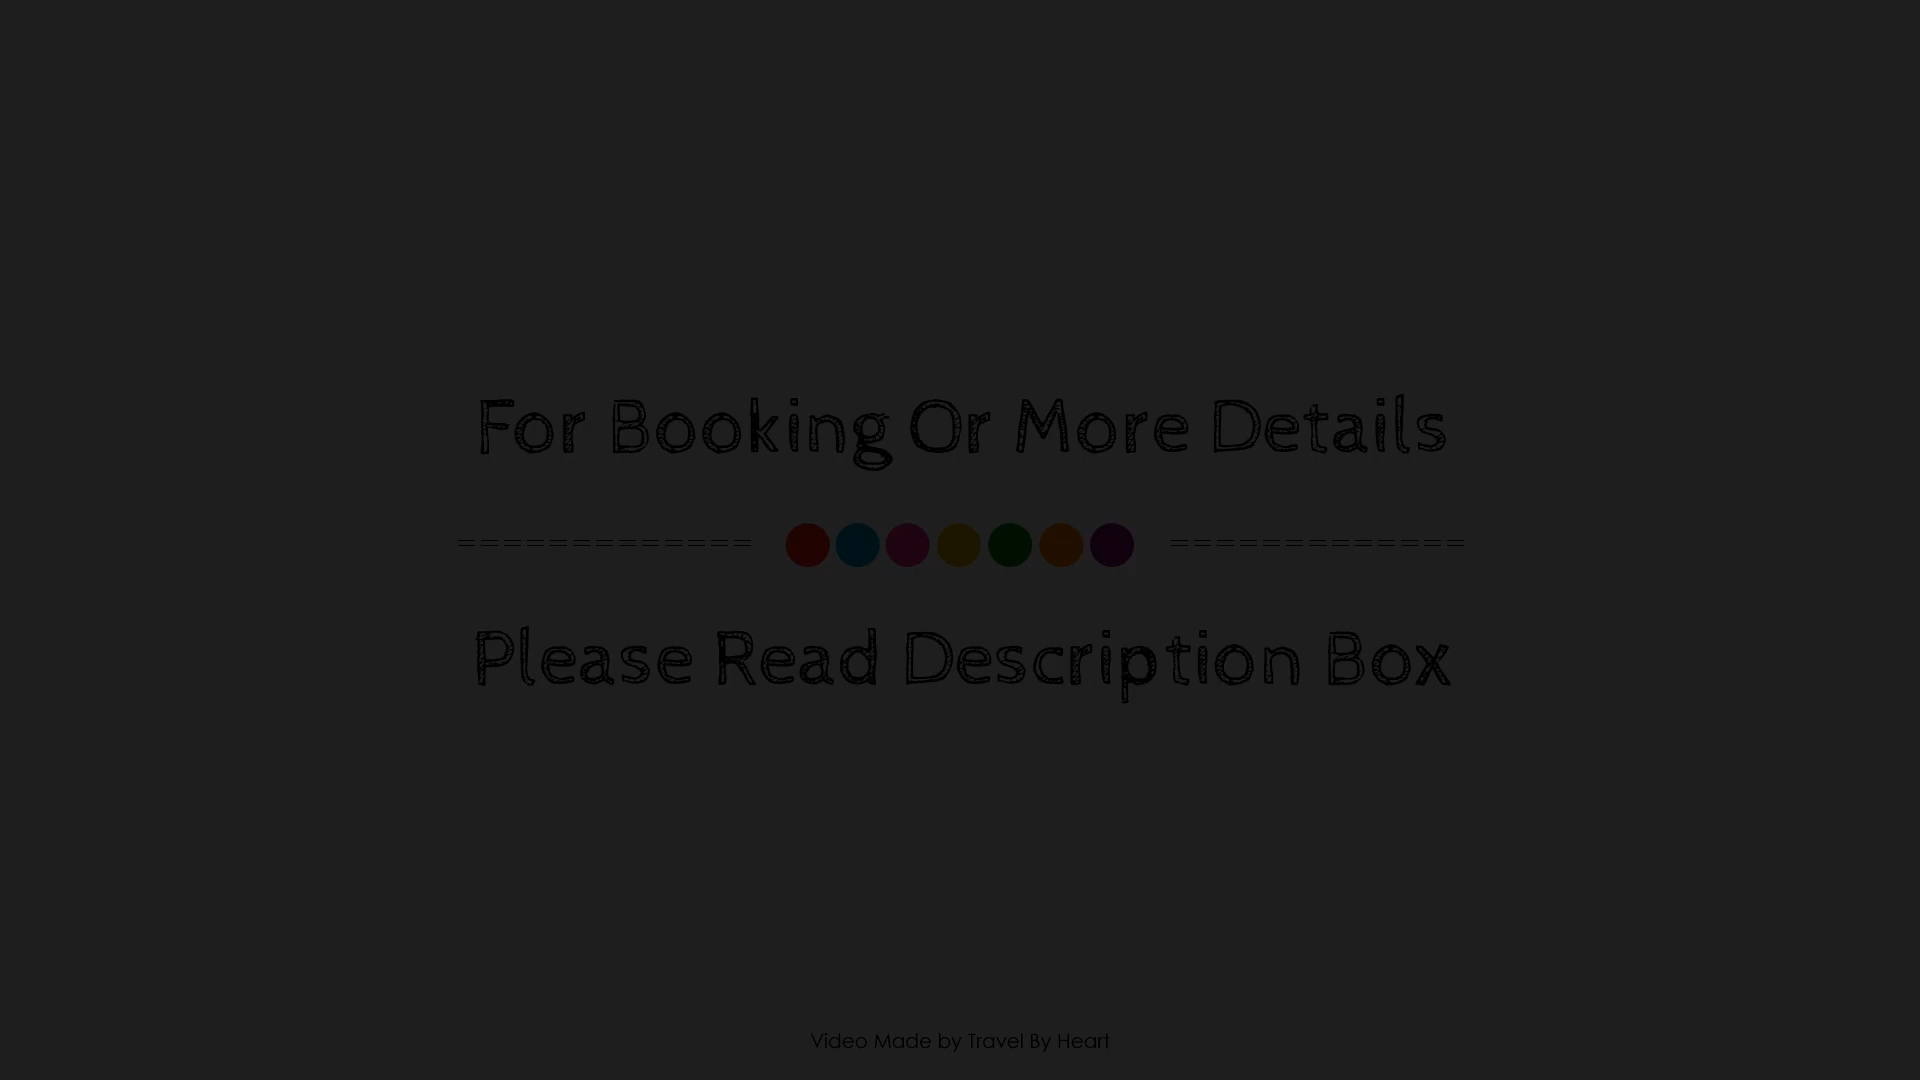 For Booking Or More Details
============= =============
Please Read Description Box
Video Made by Travel By Heart